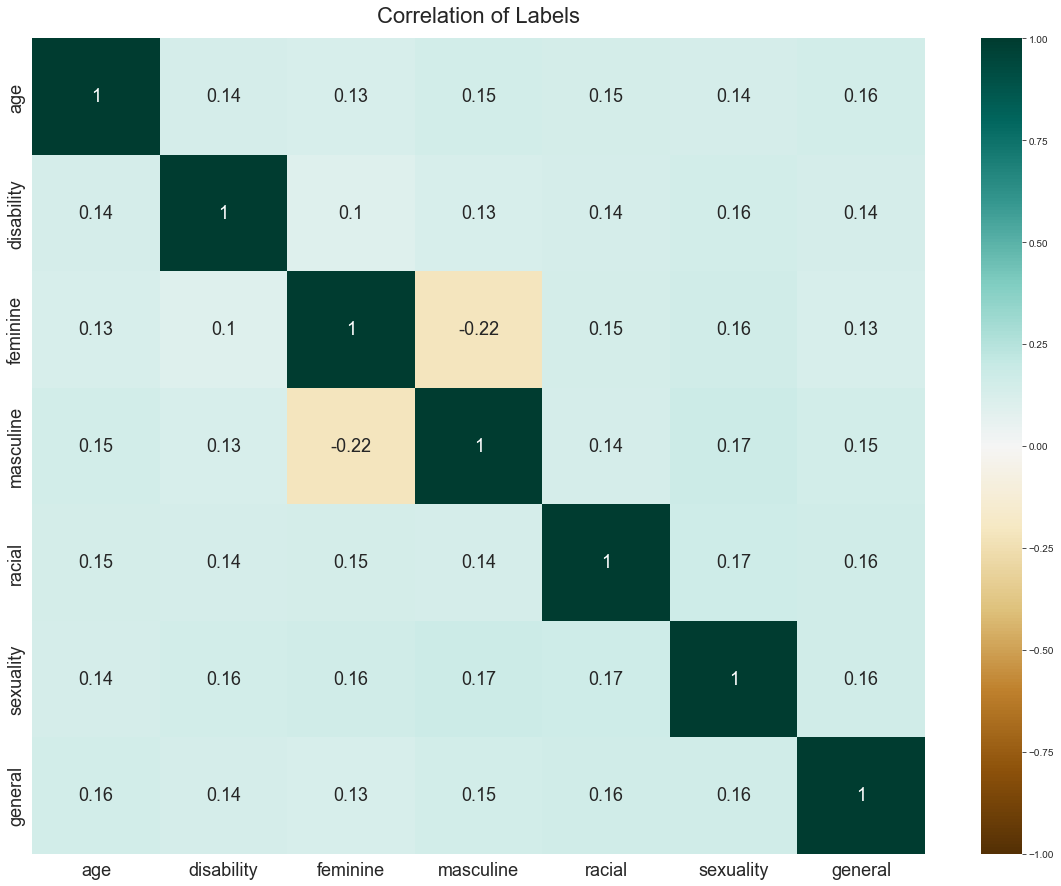 Correlation of Labels
age 1 0.14 0.13 0.15 0.15 0.14 0.16
disability 0.14 1 0.1 0.13 0.14 0.16 0.14
feminine 0.13 0.1 1 -0.22 0.15 0.16 0.13
masculine 0.15 0.13 -0.22 1 0.14 0.17 0.15
racial 0.15 0.14 0.15 0.14 1 0.17 0.16
sexuality 0.14 0.16 0.16 0.17 0.17 1 0.16
general 0.16 0.14 0.13 0.15 0.16 0.16 1
age disability feminine masculine racial sexuality general
1.00
0.75
0.50
0.25
0.00
−0.25
−0.50
−0.75
−1.00